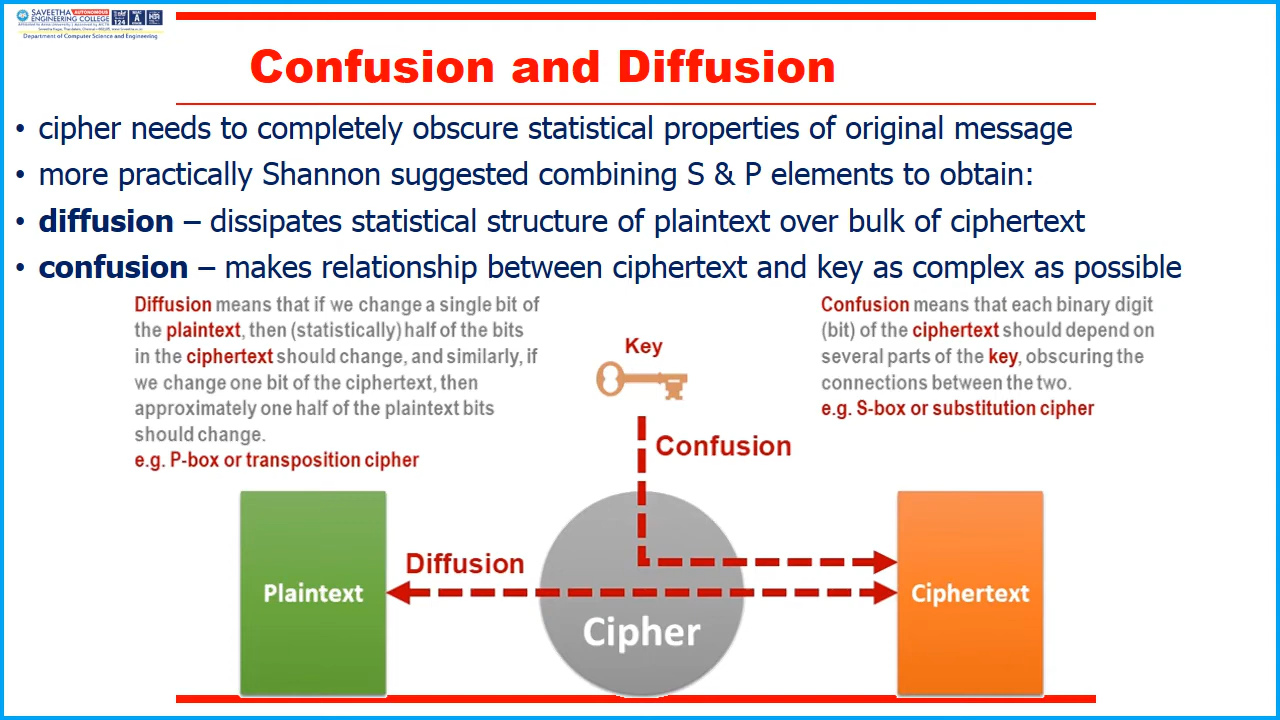 SAVEETHA AUTONOMOUS
ENGINEERING COLLEGE
Department of Computer Science and Engineering
Confusion and Diffusion
• cipher needs to completely obscure statistical properties of original message
• more practically Shannon suggested combining S & P elements to obtain:
• diffusion – dissipates statistical structure of plaintext over bulk of ciphertext
• confusion – makes relationship between ciphertext and key as complex as possible
Diffusion means that if we change a single bit of
the plaintext, then (statistically) half of the bits
in the ciphertext should change, and similarly, if
we change one bit of the ciphertext, then
approximately one half of the plaintext bits
should change.
e.g. P-box or transposition cipher
Key
Confusion means that each binary digit
(bit) of the ciphertext should depend on
several parts of the key, obscuring the
connections between the two.
e.g. S-box or substitution cipher
Confusion
Diffusion
Plaintext
Cipher
Ciphertext